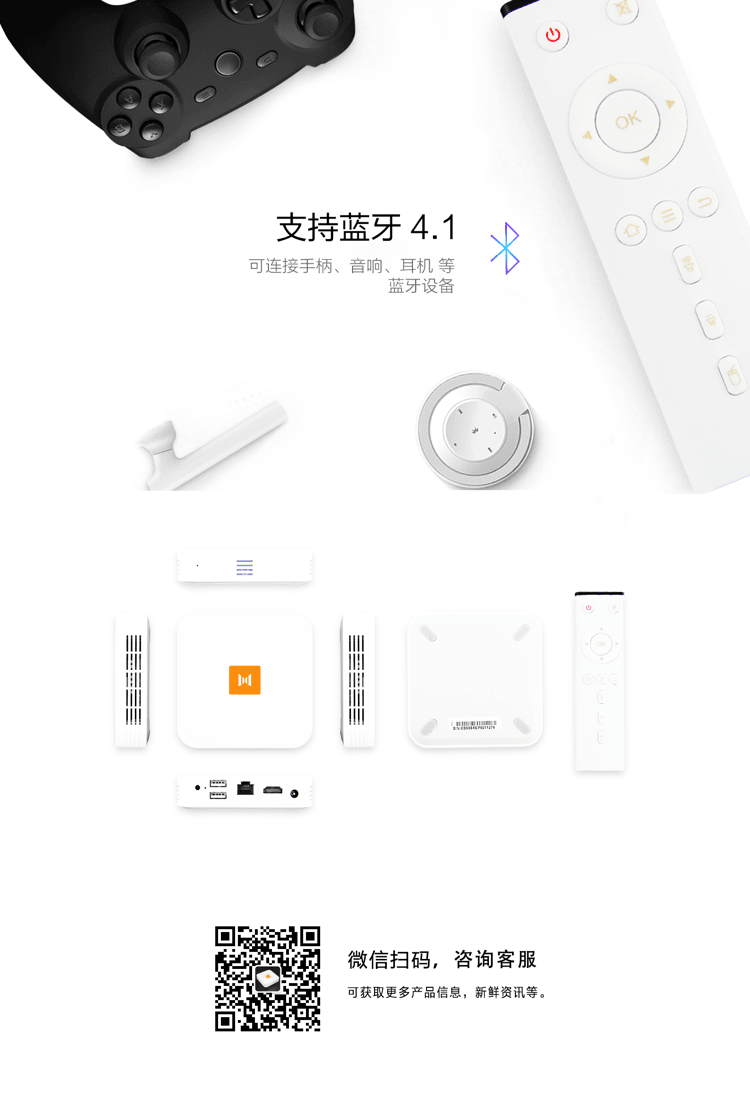 OK
支持蓝牙 4.1
可连接手柄、音响、耳机 等
蓝牙设备
微信扫码，咨询客服
可获取更多产品信息，新鲜资讯等。